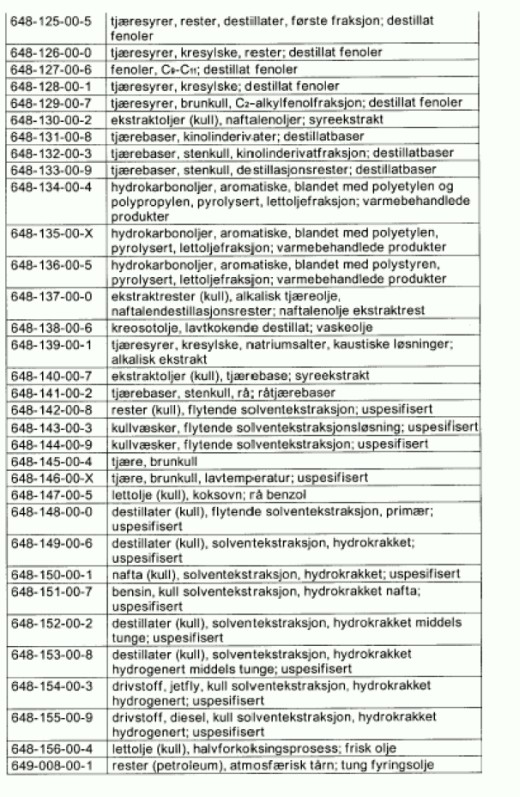 648-125-00-5 tjæresyrer, rester, destiillater, første fraksjon; destillat
fenoler
648-126-00-0 tjæresyrer, kresylske, rester; destillat fenoler
648-127-00-6 fenoler, C₉-C₁₁; destillat fenoler
648-128-00-1 tjæresyrer, kresylske; destillat fenoler
648-129-00-7 tjæresyrer, brunkull, C₂-alkylfenolfraksjon; destillat fenoler
648-130-00-2 ekstraktoljer (kull), naftalenoljer; syreekstrakt
648-131-00-8 tjærebaser, kinolinderivater; destillatbaser
648-132-00-3 tjærebaser, stenkull, kinolinderivatfraksjon; destillatbaser
648-133-00-9 tjærebaser, stenkull, destillasjonsrester; destillatbaser
648-134-00-4 hydrokarbonoljer, aromatiske, blandet med polyetylen og
polypropylen, pyrolysert, lettoljefraksjon; varmebehandlede
produkter
648-135-00-X hydrokarbonoljer, aromatiske, blandet med polyetylen,
pyrolysert, lettoljefraksjon; varmebehandlede produkter
648-136-00-5 hydrokarbonoljer, aromatiske, blandet med polystyren,
pyrolysert, lettoljefraksjon; varmebehandlede produkter
648-137-00-0 ekstraktrester (kull), alkalisk tjæreolje,
naftalendestillasjonsrester; naftalenolje ekstraktrest
648-138-00-6 kreosotolje, lavtkokende destillat; vaskeolje
648-139-00-1 tjæresyrer, kresylske, natriumsalter, kaustiske løsninger;
alkalisk ekstrakt
648-140-00-7 ekstraktoljer (kull), tjærebase; syreekstrakt
648-141-00-2 tjærebaser, stenkull, rå; råtjærebaser
648-142-00-8 rester (kull), flytende solventekstraksjon; uspesifisert
648-143-00-3 kullvæsker, flytende solventekstraksjonsløsning; uspesifisert
648-144-00-9 kullvæsker, flytende solventekstraksjon; uspesifisert
648-145-00-4 tjære, brunkull
648-146-00-X tjære, brunkull, lavtemperatur; uspesifisert
648-147-00-5 lettolje (kull), koksovn; rå benzol
648-148-00-0 destillater (kull), flytende solventekstraksjon, primær;
uspesifisert
648-149-00-6 destillater (kull), solventekstraksjon, hydrokrakket;
uspesifisert
648-150-00-1 nafta (kull), solventekstraksjon, hydrokrakket; uspesifisert
648-151-00-7 bensin, kull solventekstraksjon, hydrokrakket nafta;
uspesifisert
648-152-00-2 destillater (kull), solventekstraksjon, hydrokrakket middels
tunge; uspesifisert
648-153-00-8 destillater (kull), solventekstraksjon, hydrokrakket
hydrogenert middels tunge; uspesifisert
648-154-00-3 drivstoff, jetfly, kull solventekstraksjon, hydrokrakket
hydrogenert; uspesifisert
648-155-00-9 drivstoff, diesel, kull solventekstraksjon, hydrokrakket
hydrogenert; uspesifisert
648-156-00-4 lettolje (kull), halvforkoksingsprosess; frisk olje
649-008-00-1 rester (petroleum), atmosfærisk tårn; tung fyringsolje